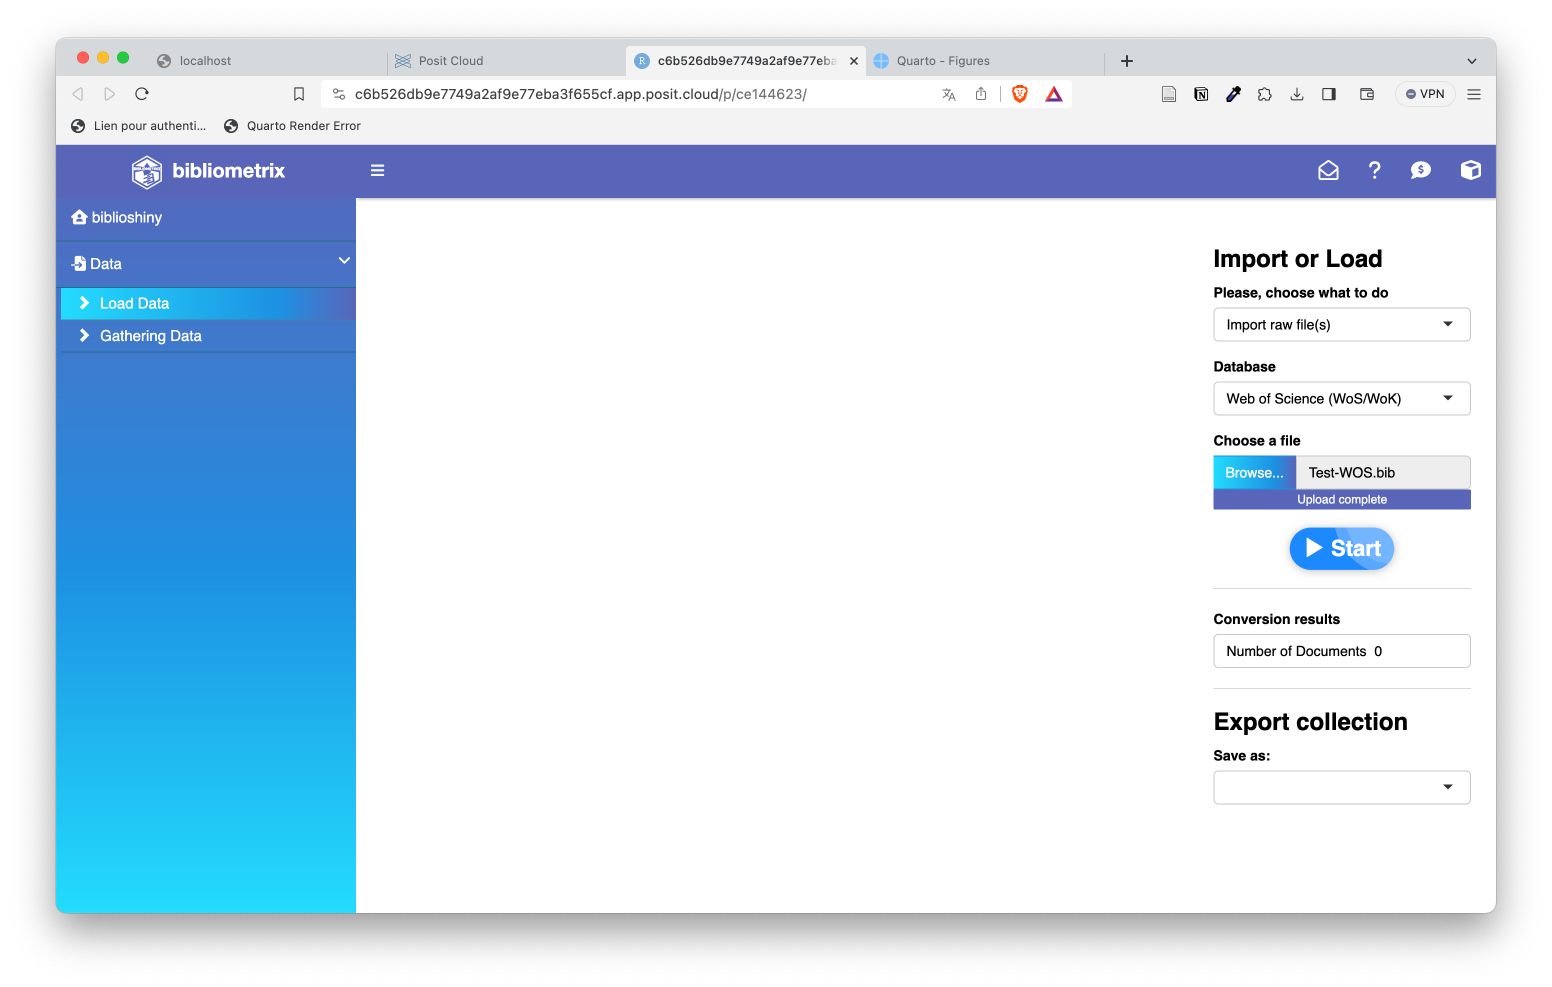 localhost
Posit Cloud
c6b526db9e7749a2af9e77eba
Quarto - Figures
c6b526db9e7749a2af9e77eba3f655cf.app.posit.cloud/p/ce144623/
VPN
Lien pour authenti...
Quarto Render Error
bibliometrix
biblioshiny
Data
Load Data
Gathering Data
Import or Load
Please, choose what to do
Import raw file(s)
Database
Web of Science (WoS/WoK)
Choose a file
Browse... Test-WOS.bib
Upload complete
Start
Conversion results
Number of Documents 0
Export collection
Save as: